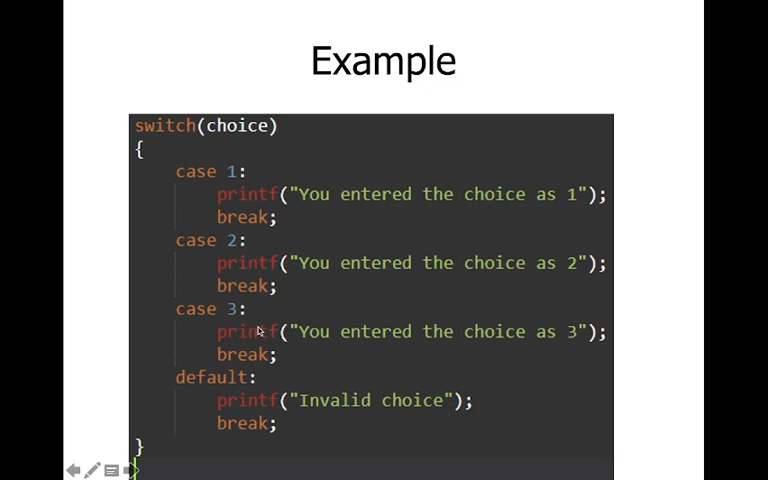 Example
switch(choice)
{
case 1:
printf("You entered the choice as 1");
break;
case 2:
printf("You entered the choice as 2");
break;
case 3:
printf("You entered the choice as 3");
break;
default:
printf("Invalid choice");
break;
}